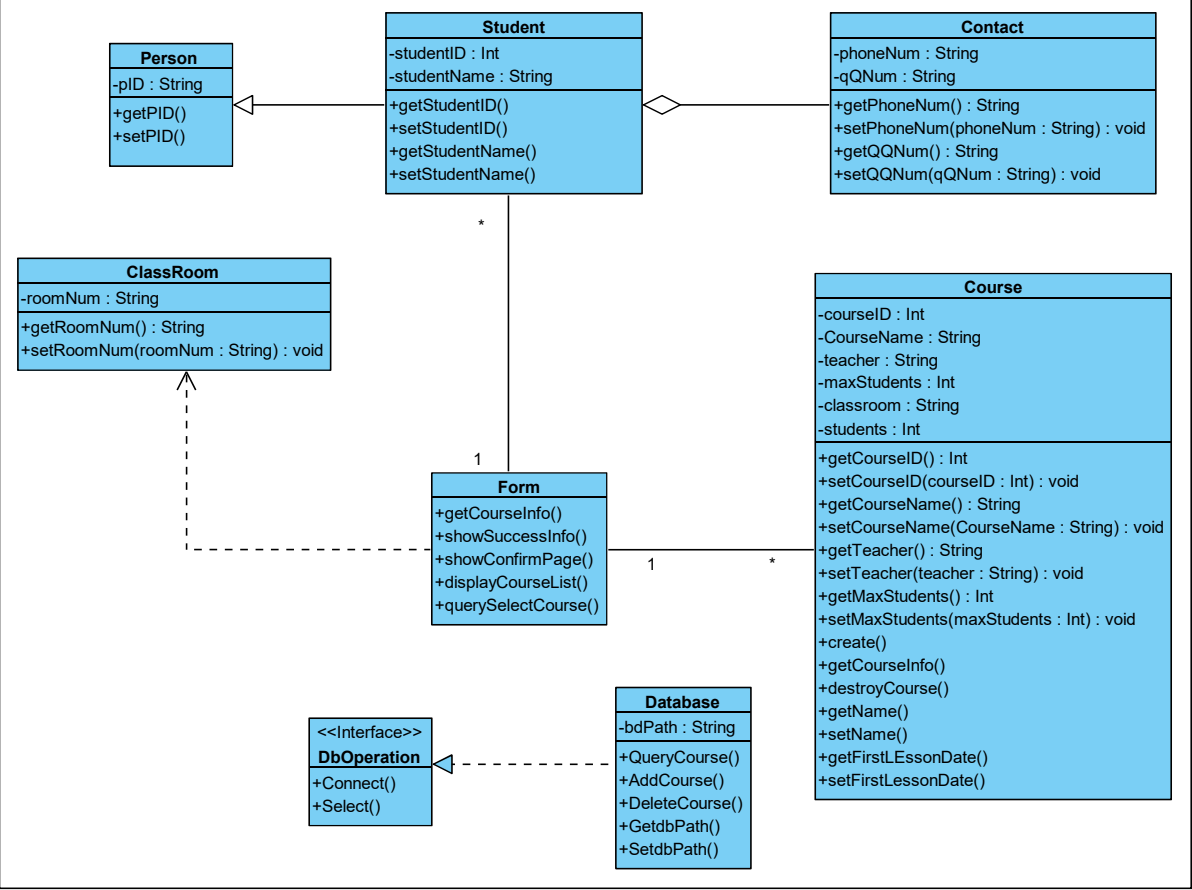 Person
-pID : String
+getPID()
+setPID()
Student
-studentID : Int
-studentName : String
+getStudentID()
+setStudentID()
+getStudentName()
+setStudentName()
Contact
-phoneNum : String
-qQNum : String
+getPhoneNum() : String
+setPhoneNum(phoneNum : String) : void
+getQQNum() : String
+setQQNum(qQNum : String) : void
*
1
ClassRoom
-roomNum : String
+getRoomNum() : String
+setRoomNum(roomNum : String) : void
Form
+getCourseInfo()
+showSuccessInfo()
+showConfirmPage()
+displayCourseList()
+querySelectCourse()
1
*
Course
-courseID : Int
-CourseName : String
-teacher : String
-maxStudents : Int
-classroom : String
-students : Int
+getCourseID() : Int
+setCourseID(courseID : Int) : void
+getCourseName() : String
+setCourseName(CourseName : String) : void
+getTeacher() : String
+setTeacher(teacher : String) : void
+getMaxStudents() : Int
+setMaxStudents(maxStudents : Int) : void
+create()
+getCourseInfo()
+destroyCourse()
+getName()
+setName()
+getFirstLEssonDate()
+setFirstLessonDate()
<<Interface>>
DbOperation
+Connect()
+Select()
Database
-bdPath : String
+QueryCourse()
+AddCourse()
+DeleteCourse()
+GetdbPath()
+SetdbPath()